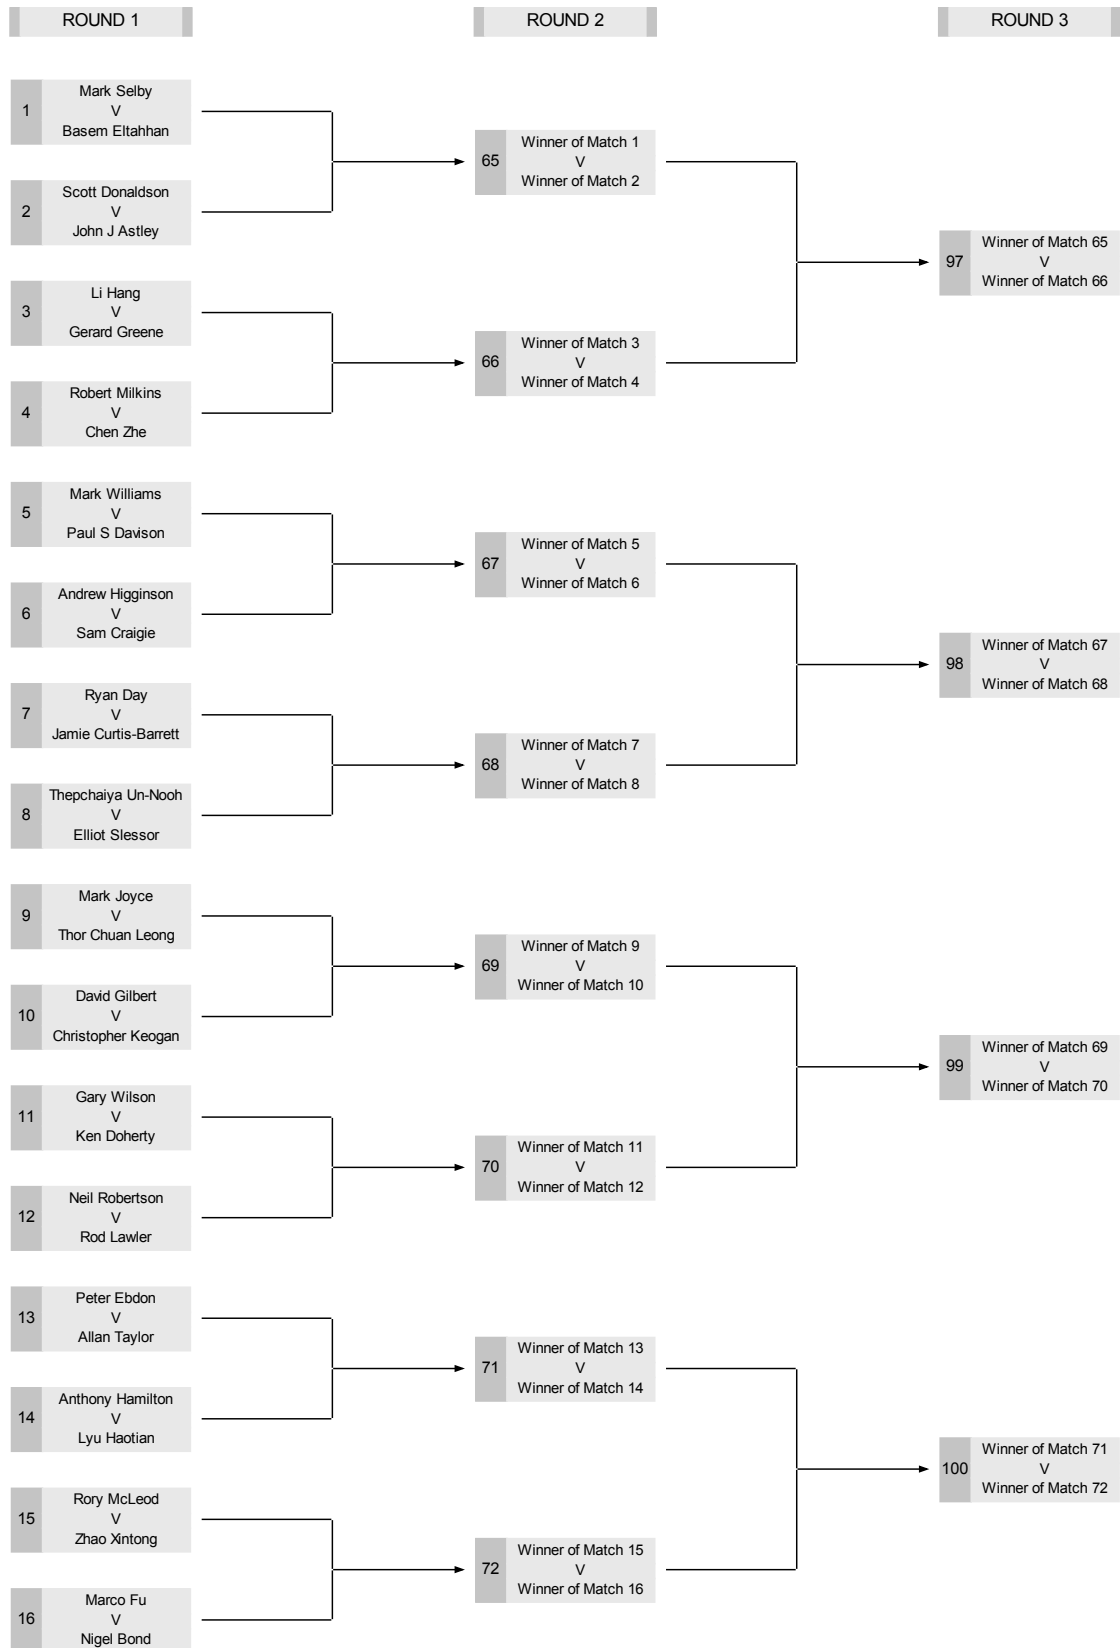 ROUND 1
ROUND 2
ROUND 3
1
Mark Selby
V
Basem Eltahhan
2
Scott Donaldson
V
John J Astley
3
Li Hang
V
Gerard Greene
4
Robert Milkins
V
Chen Zhe
5
Mark Williams
V
Paul S Davison
6
Andrew Higginson
V
Sam Craigie
7
Ryan Day
V
Jamie Curtis-Barrett
8
Thepchaiya Un-Nooh
V
Elliot Slessor
9
Mark Joyce
V
Thor Chuan Leong
10
David Gilbert
V
Christopher Keogan
11
Gary Wilson
V
Ken Doherty
12
Neil Robertson
V
Rod Lawler
13
Peter Ebdon
V
Allan Taylor
14
Anthony Hamilton
V
Lyu Haotian
15
Rory McLeod
V
Zhao Xintong
16
Marco Fu
V
Nigel Bond
65
Winner of Match 1
V
Winner of Match 2
66
Winner of Match 3
V
Winner of Match 4
67
Winner of Match 5
V
Winner of Match 6
68
Winner of Match 7
V
Winner of Match 8
69
Winner of Match 9
V
Winner of Match 10
70
Winner of Match 11
V
Winner of Match 12
71
Winner of Match 13
V
Winner of Match 14
72
Winner of Match 15
V
Winner of Match 16
97
Winner of Match 65
V
Winner of Match 66
98
Winner of Match 67
V
Winner of Match 68
99
Winner of Match 69
V
Winner of Match 70
100
Winner of Match 71
V
Winner of Match 72